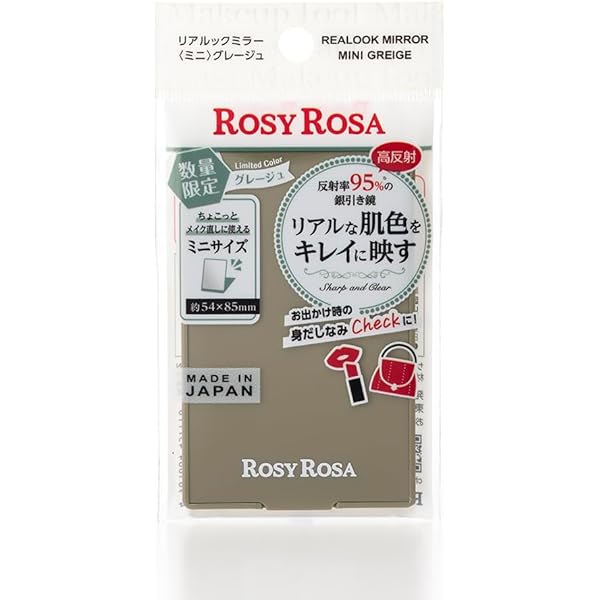 Makeup Tool
リアルックミラー
〈ミニ〉グレージュ
REALOOK MIRROR
MINI GREIGE
ROSY ROSA
数量
限定
Limited Color
グレージュ
高反射
反射率95%*の
銀引き鏡
リアルな肌色を
キレイに映す
Sharp and Clear
ちょこっと
メイク直しに使える
ミニサイズ
約54×85mm
お出かけ時の
身だしなみCheckに!
MADE IN
JAPAN
ROSY ROSA